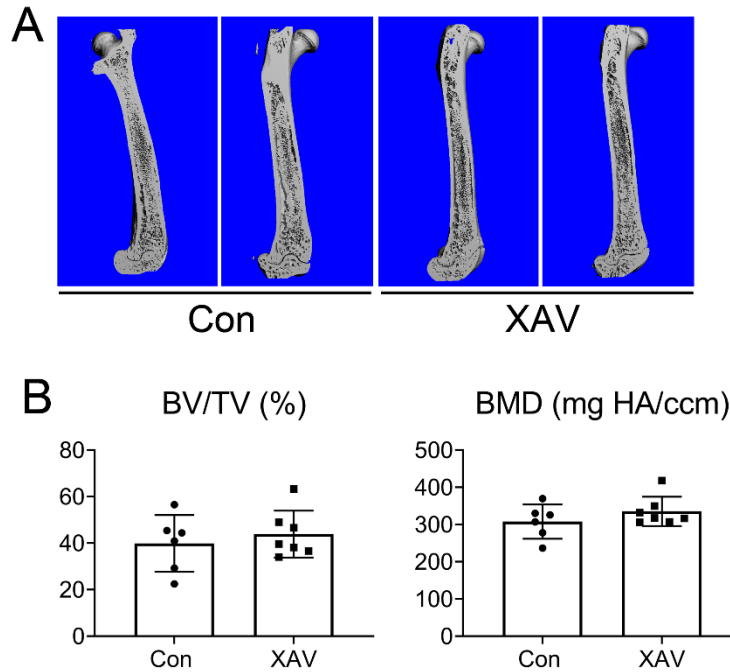 A
Con XAV
B
BV/TV (%) BMD (mg HA/ccm)
80
60
40
20
0
Con XAV
500
400
300
200
100
0
Con XAV